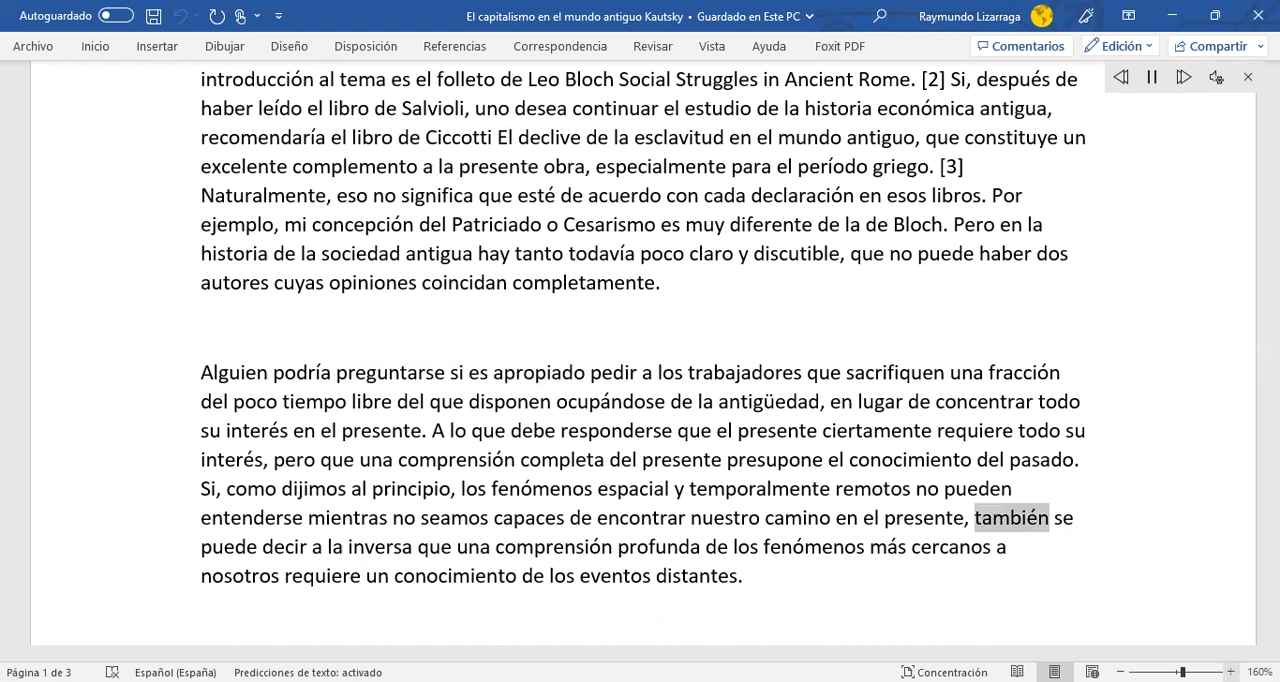 Autoguardado
El capitalismo en el mundo antiguo Kautsky • Guardado en Este PC
Raymundo Lizarraga
Archivo Inicio Insertar Dibujar Diseño Disposición Referencias Correspondencia Revisar Vista Ayuda Foxit PDF Comentarios Edición Compartir
introducción al tema es el folleto de Leo Bloch Social Struggles in Ancient Rome. [2] Si, después de
haber leído el libro de Salvioli, uno desea continuar el estudio de la historia económica antigua,
recomendaría el libro de Ciccotti El declive de la esclavitud en el mundo antiguo, que constituye un
excelente complemento a la presente obra, especialmente para el período griego. [3]
Naturalmente, eso no significa que esté de acuerdo con cada declaración en esos libros. Por
ejemplo, mi concepción del Patriciado o Cesarismo es muy diferente de la de Bloch. Pero en la
historia de la sociedad antigua hay tanto todavía poco claro y discutible, que no puede haber dos
autores cuyas opiniones coincidan completamente.
Alguien podría preguntarse si es apropiado pedir a los trabajadores que sacrifiquen una fracción
del poco tiempo libre del que disponen ocupándose de la antigüedad, en lugar de concentrar todo
su interés en el presente. A lo que debe responderse que el presente ciertamente requiere todo su
interés, pero que una comprensión completa del presente presupone el conocimiento del pasado.
Si, como dijimos al principio, los fenómenos espacial y temporalmente remotos no pueden
entenderse mientras no seamos capaces de encontrar nuestro camino en el presente, también se
puede decir a la inversa que una comprensión profunda de los fenómenos más cercanos a
nosotros requiere un conocimiento de los eventos distantes.
Página 1 de 3 Español (España) Predicciones de texto: activado Concentración 160%